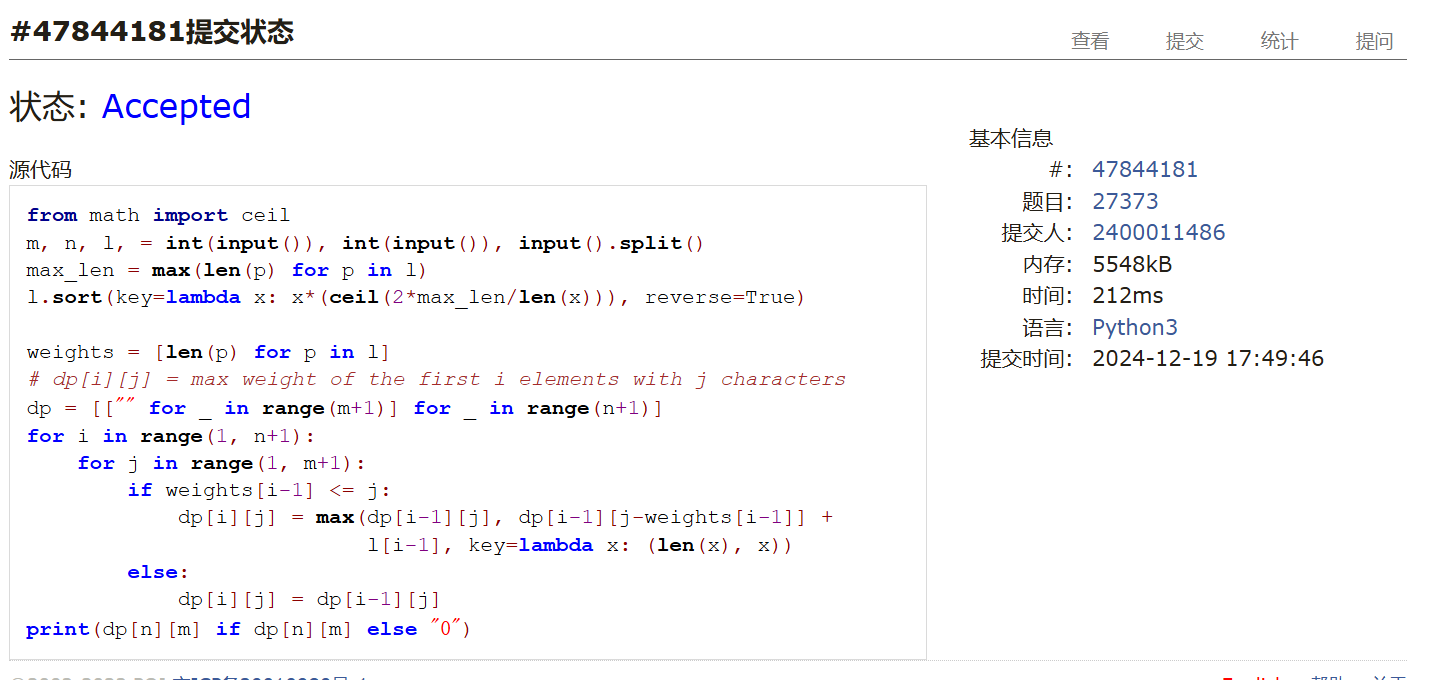 #47844181提交状态
查看 提交 统计 提问
状态: Accepted
源代码
from math import ceil
m, n, l, = int(input()), int(input()), input().split()
max_len = max(len(p) for p in l)
l.sort(key=lambda x: x*(ceil(2*max_len/len(x))), reverse=True)
weights = [len(p) for p in l]
# dp[i][j] = max weight of the first i elements with j characters
dp = [["" for _ in range(m+1)] for _ in range(n+1)]
for i in range(1, n+1):
    for j in range(1, m+1):
        if weights[i-1] <= j:
            dp[i][j] = max(dp[i-1][j], dp[i-1][j-weights[i-1]] +
                           l[i-1], key=lambda x: (len(x), x))
        else:
            dp[i][j] = dp[i-1][j]
print(dp[n][m] if dp[n][m] else "0")
基本信息
#: 47844181
题目: 27373
提交人: 2400011486
内存: 5548kB
时间: 212ms
语言: Python3
提交时间: 2024-12-19 17:49:46